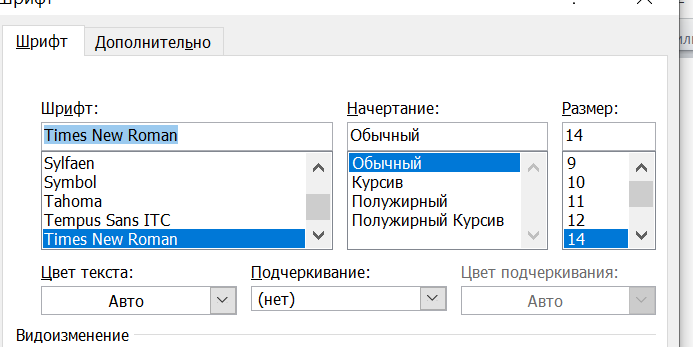 Шрифт
Шрифт Дополнительно
Шрифт: Начертание: Размер:
Times New Roman Обычный 14
Sylfaen Обычный 9
Symbol Курсив 10
Tahoma Полужирный 11
Tempus Sans ITC Полужирный Курсив 12
Times New Roman 14
Цвет текста: Подчеркивание: Цвет подчеркивания:
Авто (нет) Авто
Видоизменение